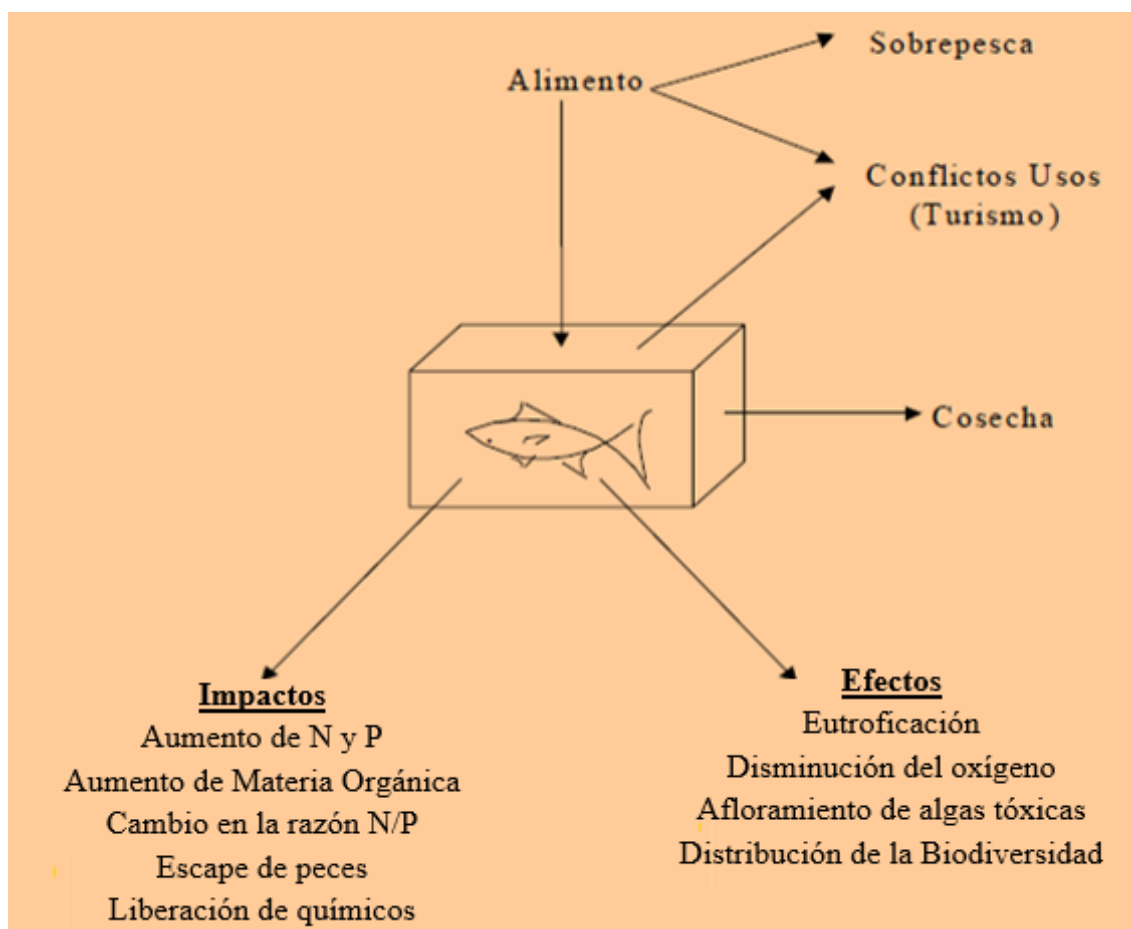 Sobrepesca
Alimento
Conflictos Usos
(Turismo)
Cosecha
Impactos
Aumento de N y P
Aumento de Materia Orgánica
Cambio en la razón N/P
Escape de peces
Liberación de químicos
Efectos
Eutroficación
Disminución del oxígeno
Afloramiento de algas tóxicas
Distribución de la Biodiversidad